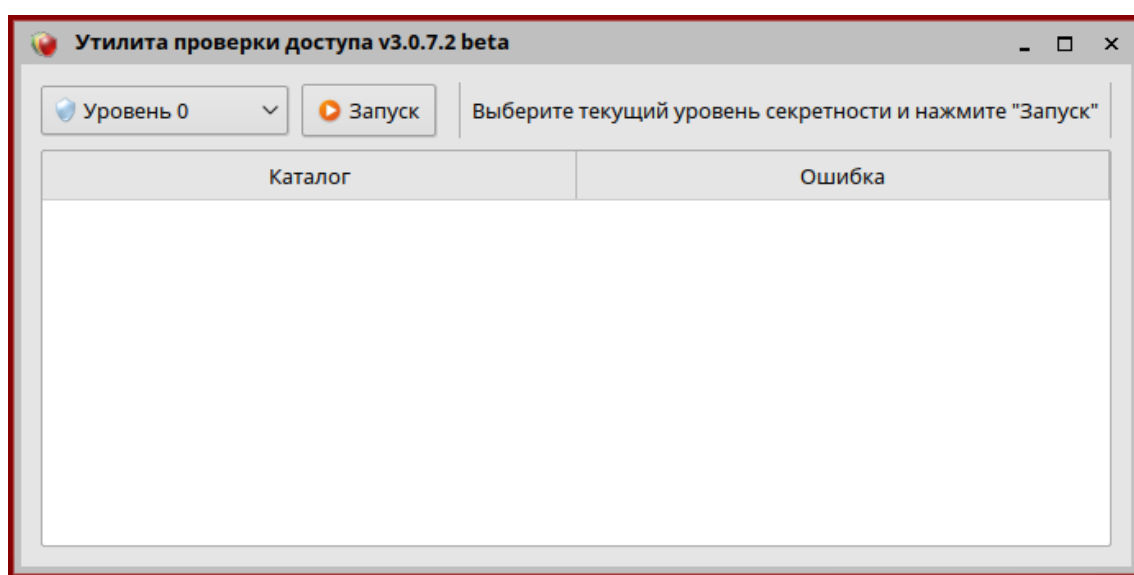 Утилита проверки доступа v3.0.7.2 beta
Уровень 0 Запуск Выберите текущий уровень секретности и нажмите "Запуск"
Каталог Ошибка